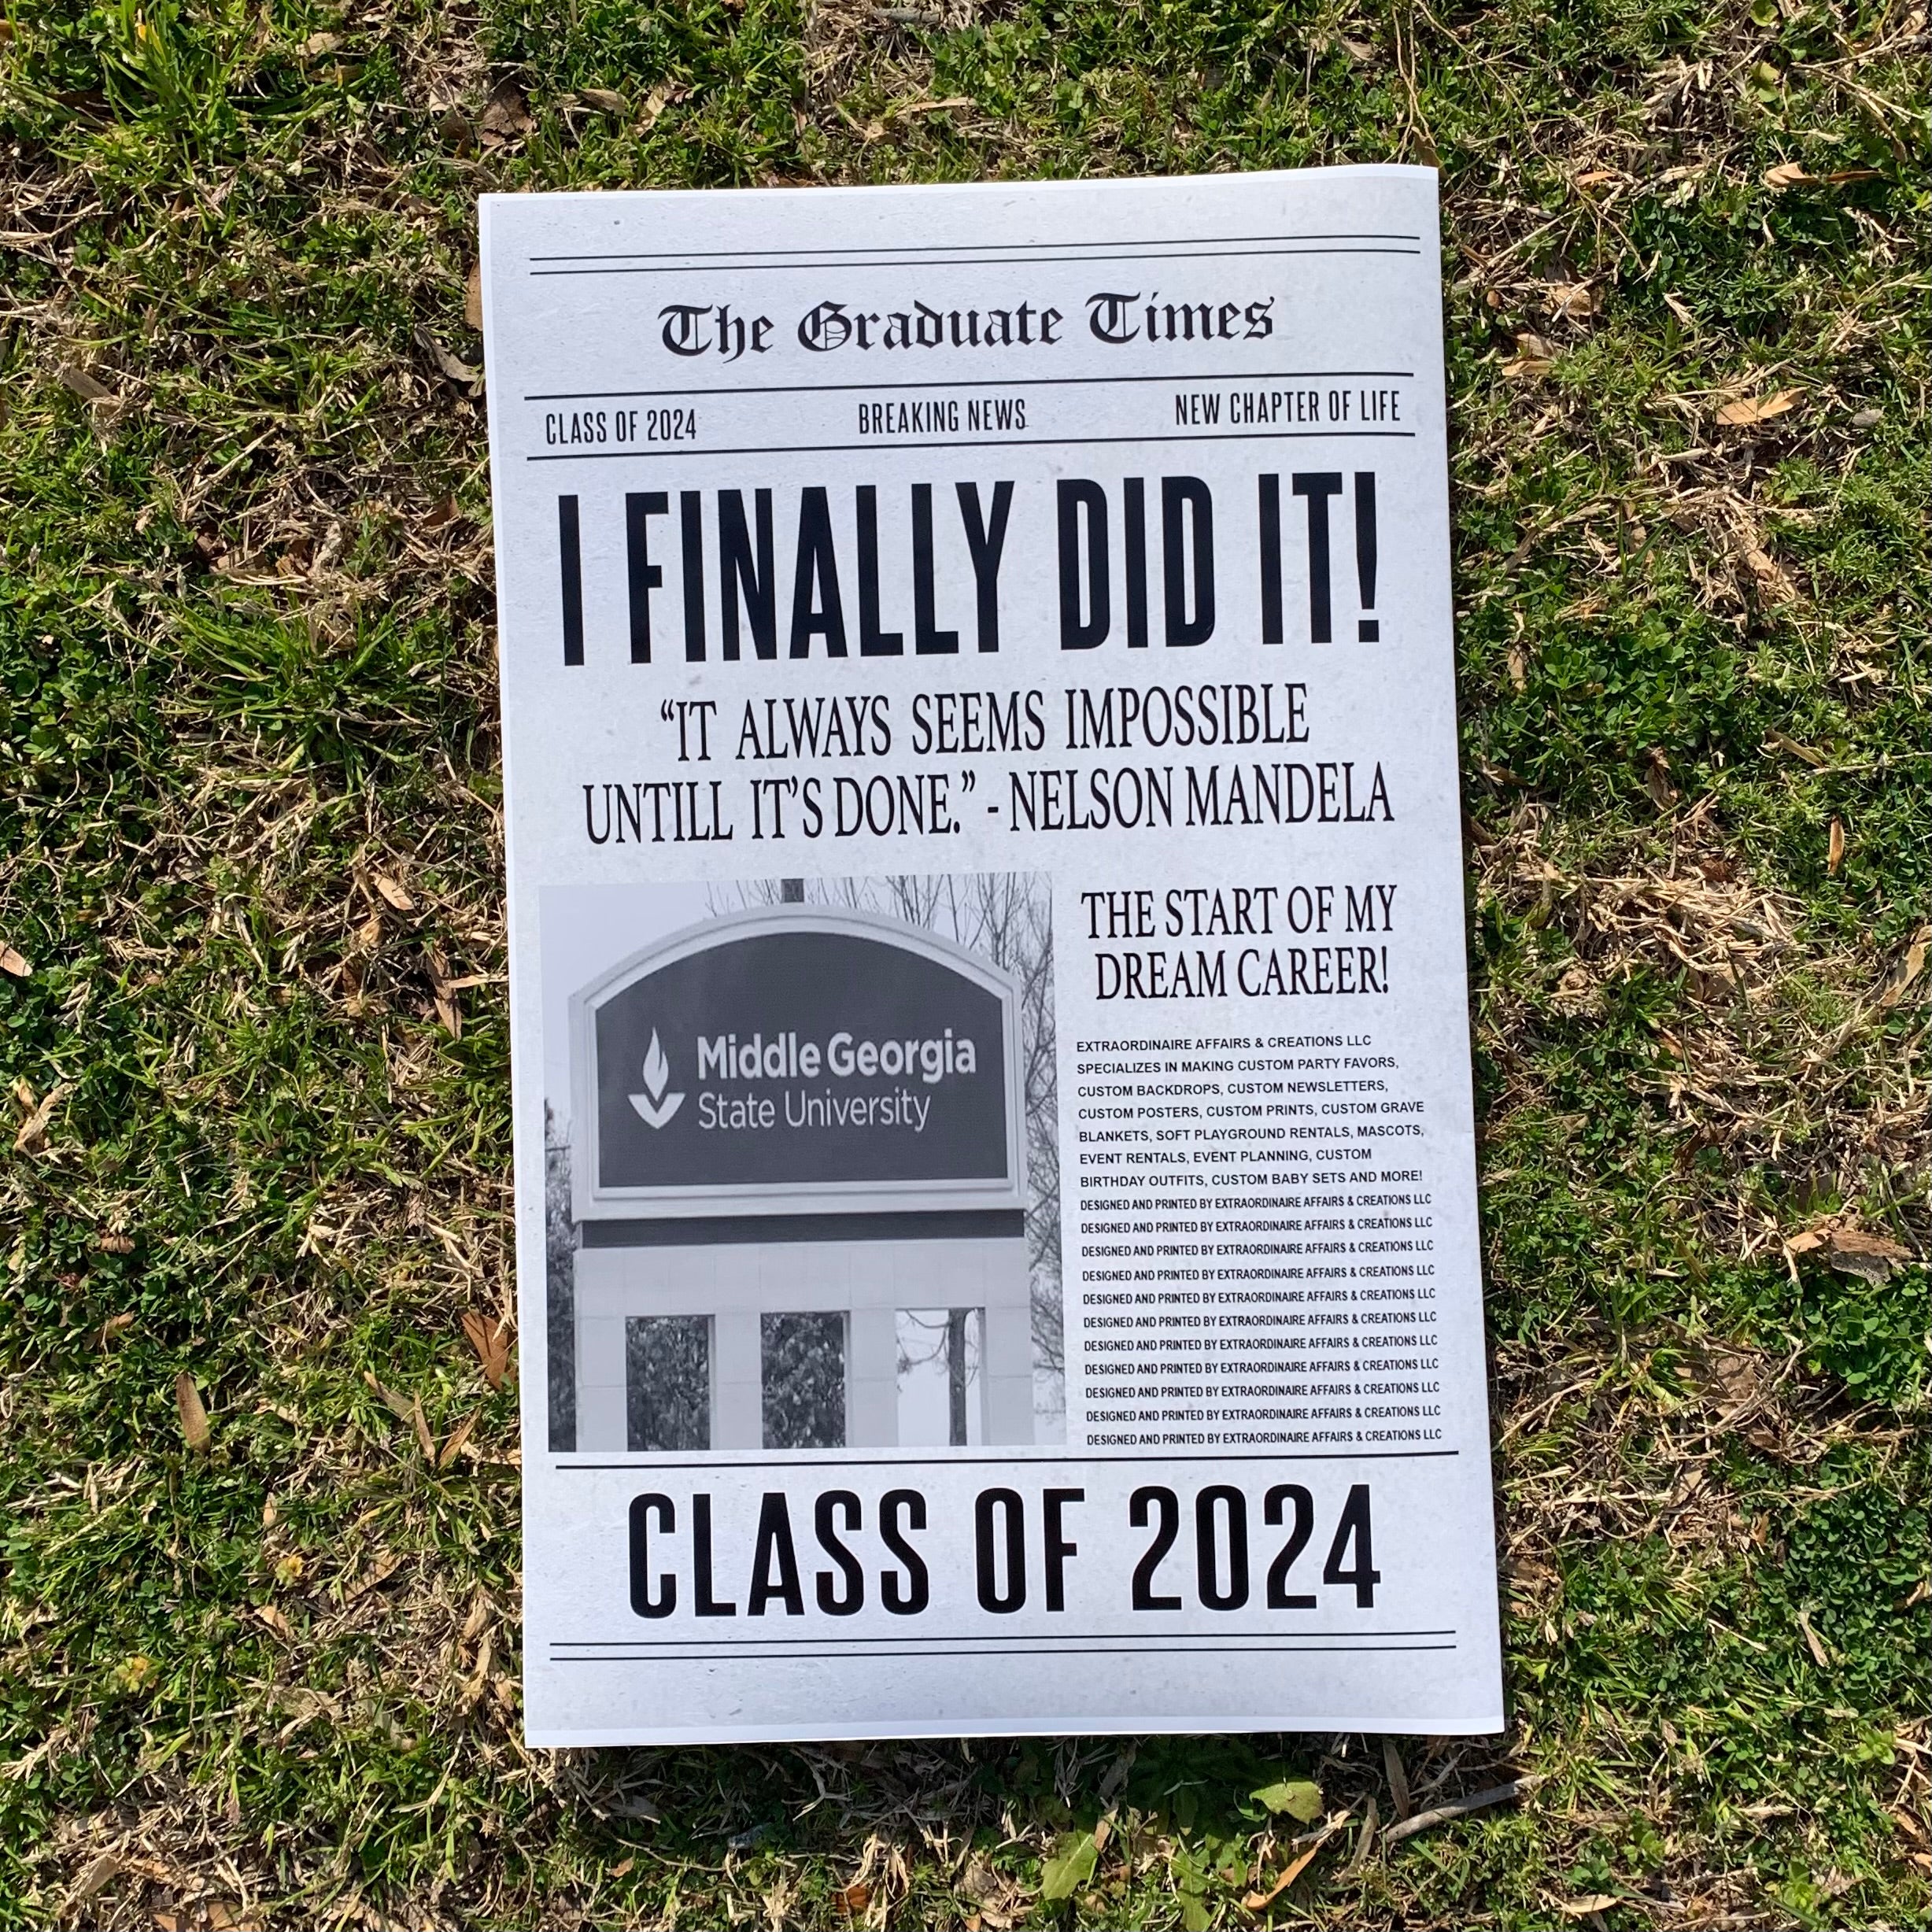 The Graduate Times
CLASS OF 2024 BREAKING NEWS NEW CHAPTER OF LIFE
I FINALLY DID IT!
“IT ALWAYS SEEMS IMPOSSIBLE
UNTILL IT’S DONE.” - NELSON MANDELA
Middle Georgia
State University
THE START OF MY
DREAM CAREER!
EXTRAORDINAIRE AFFAIRS & CREATIONS LLC
SPECIALIZES IN MAKING CUSTOM PARTY FAVORS,
CUSTOM BACKDROPS, CUSTOM NEWSLETTERS,
CUSTOM POSTERS, CUSTOM PRINTS, CUSTOM GRAVE
BLANKETS, SOFT PLAYGROUND RENTALS, MASCOTS,
EVENT RENTALS, EVENT PLANNING, CUSTOM
BIRTHDAY OUTFITS, CUSTOM BABY SETS AND MORE!
DESIGNED AND PRINTED BY EXTRAORDINAIRE AFFAIRS & CREATIONS LLC
DESIGNED AND PRINTED BY EXTRAORDINAIRE AFFAIRS & CREATIONS LLC
DESIGNED AND PRINTED BY EXTRAORDINAIRE AFFAIRS & CREATIONS LLC
DESIGNED AND PRINTED BY EXTRAORDINAIRE AFFAIRS & CREATIONS LLC
DESIGNED AND PRINTED BY EXTRAORDINAIRE AFFAIRS & CREATIONS LLC
DESIGNED AND PRINTED BY EXTRAORDINAIRE AFFAIRS & CREATIONS LLC
DESIGNED AND PRINTED BY EXTRAORDINAIRE AFFAIRS & CREATIONS LLC
DESIGNED AND PRINTED BY EXTRAORDINAIRE AFFAIRS & CREATIONS LLC
DESIGNED AND PRINTED BY EXTRAORDINAIRE AFFAIRS & CREATIONS LLC
DESIGNED AND PRINTED BY EXTRAORDINAIRE AFFAIRS & CREATIONS LLC
DESIGNED AND PRINTED BY EXTRAORDINAIRE AFFAIRS & CREATIONS LLC
CLASS OF 2024